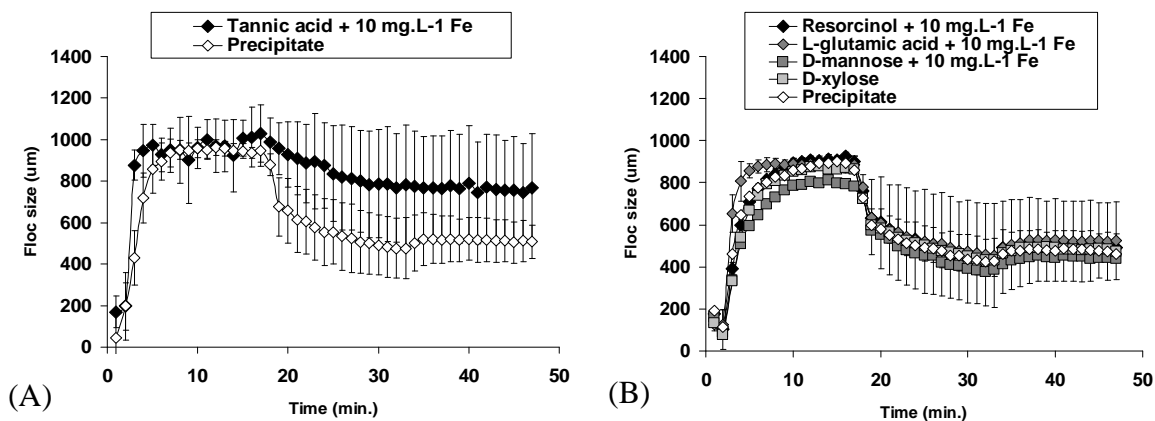 Tannic acid + 10 mg.L-1 Fe
Precipitate
1400
1200
1000
800
600
400
200
0
Floc size (um)
0 10 20 30 40 50
Time (min.)
(A)
Resorcinol + 10 mg.L-1 Fe
L-glutamic acid + 10 mg.L-1 Fe
D-mannose + 10 mg.L-1 Fe
D-xylose
Precipitate
1400
1200
1000
800
600
400
200
0
Floc size (um)
0 10 20 30 40 50
Time (min.)
(B)